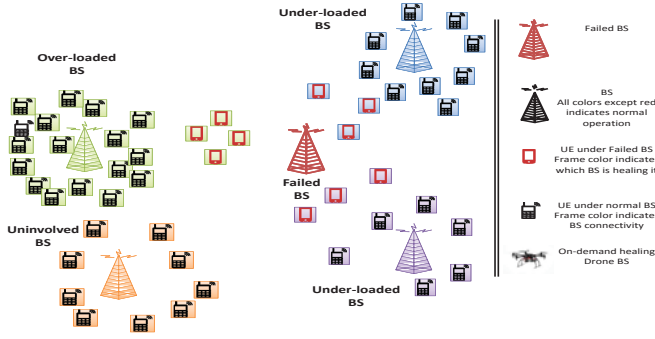 Under-loaded
BS
Over-loaded
BS
Failed
BS
Uninvolved
BS
Under-loaded
BS
Failed BS
BS
All colors except red
indicates normal
operation
UE under Failed BS
Frame color indicate
which BS is healing it
UE under normal BS
Frame color indicate
BS connectivity
On-demand healing
Drone BS